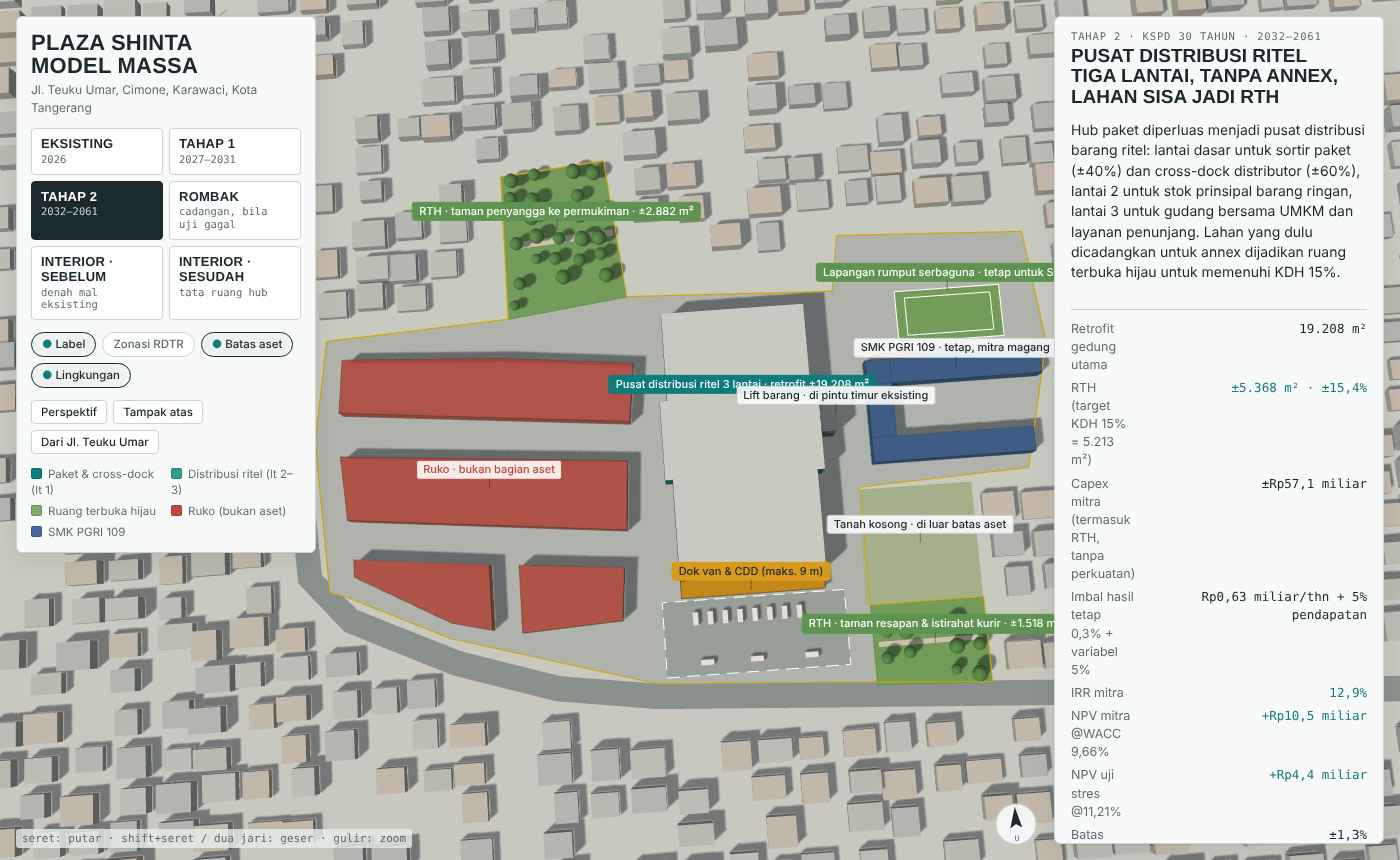 PLAZA SHINTA
MODEL MASSA
Jl. Teuku Umar, Cimone, Karawaci, Kota
Tangerang
EKSISTING
2026
TAHAP 1
2027–2031
TAHAP 2
2032–2061
ROMBAK
cadangan, bila
uji gagal
INTERIOR ·
SEBELUM
denah mal
eksisting
INTERIOR ·
SESUDAH
tata ruang hub
Label
Zonasi RDTR
Batas aset
Lingkungan
Perspektif
Tampak atas
Dari Jl. Teuku Umar
Paket & cross-dock
(lt 1)
Distribusi ritel (lt 2–
3)
Ruang terbuka hijau
Ruko (bukan aset)
SMK PGRI 109
RTH · taman penyangga ke permukiman · ±2.882 m²
Lapangan rumput serbaguna · tetap untuk S
SMK PGRI 109 · tetap, mitra magang
Pusat distribusi ritel 3 lantai · retrofit ±19.208 m²
Lift barang · di pintu timur eksisting
Ruko · bukan bagian aset
Tanah kosong · di luar batas aset
Dok van & CDD (maks. 9 m)
RTH · taman resapan & istirahat kurir · ±1.518 m
U
seret: putar · shift+seret / dua jari: geser · gulir: zoom
TAHAP 2 · KSPD 30 TAHUN · 2032–2061
PUSAT DISTRIBUSI RITEL
TIGA LANTAI, TANPA ANNEX,
LAHAN SISA JADI RTH
Hub paket diperluas menjadi pusat distribusi
barang ritel: lantai dasar untuk sortir paket
(±40%) dan cross-dock distributor (±60%),
lantai 2 untuk stok prinsipal barang ringan,
lantai 3 untuk gudang bersama UMKM dan
layanan penunjang. Lahan yang dulu
dicadangkan untuk annex dijadikan ruang
terbuka hijau untuk memenuhi KDH 15%.
Retrofit
gedung
utama
19.208 m²
RTH
(target
KDH 15%
= 5.213
m²)
±5.368 m² · ±15,4%
Capex
mitra
(termasuk
RTH,
tanpa
perkuatan)
±Rp57,1 miliar
Imbal hasil
tetap
0,3% +
variabel
5%
Rp0,63 miliar/thn + 5%
pendapatan
IRR mitra
12,9%
NPV mitra
@WACC
9,66%
+Rp10,5 miliar
NPV uji
stres
@11,21%
+Rp4,4 miliar
Batas
±1,3%